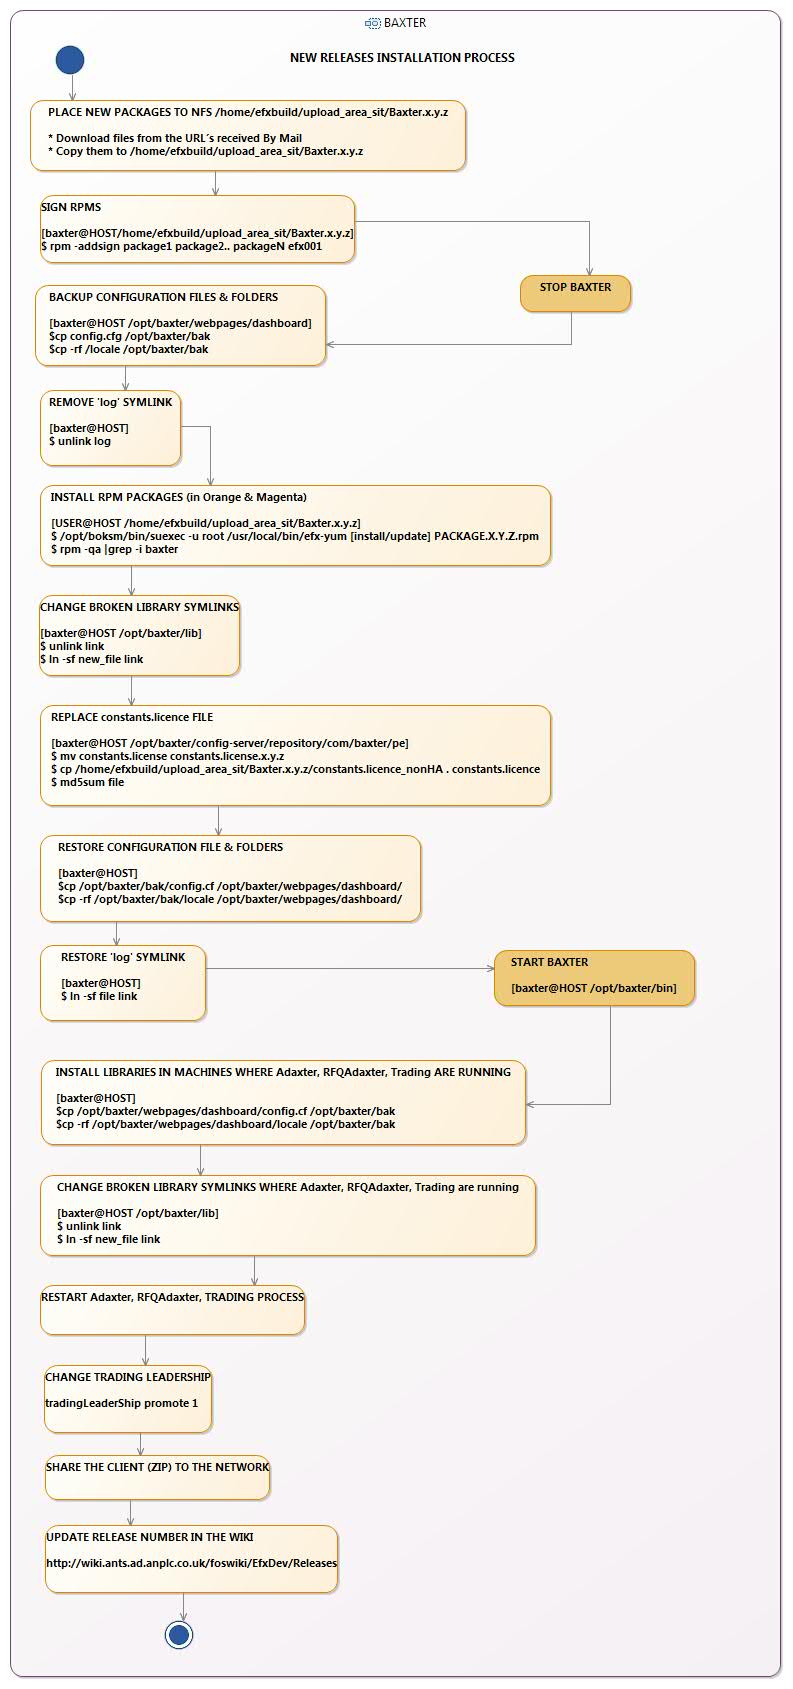 BAXTER
NEW RELEASES INSTALLATION PROCESS
PLACE NEW PACKAGES TO NFS /home/efxbuild/upload_area_sit/Baxter.x.y.z
* Download files from the URL's received By Mail
* Copy them to /home/efxbuild/upload_area_sit/Baxter.x.y.z
SIGN RPMS
[baxter@HOST/home/efxbuild/upload_area_sit/Baxter.x.y.z]
$ rpm -addsign package1 package2.. packageN efx001
STOP BAXTER
BACKUP CONFIGURATION FILES & FOLDERS
[baxter@HOST /opt/baxter/webpages/dashboard]
$cp config.cfg /opt/baxter/bak
$cp -rf /locale /opt/baxter/bak
REMOVE 'log' SYMLINK
[baxter@HOST]
$ unlink log
INSTALL RPM PACKAGES (in Orange & Magenta)
[USER@HOST /home/efxbuild/upload_area_sit/Baxter.x.y.z]
$ /opt/boksm/bin/suexec -u root /usr/local/bin/efx-yum [install/update] PACKAGE.X.Y.Z.rpm
$ rpm -qa |grep -i baxter
CHANGE BROKEN LIBRARY SYMLINKS
[baxter@HOST /opt/baxter/lib]
$ unlink link
$ ln -sf new_file link
REPLACE constants.licence FILE
[baxter@HOST /opt/baxter/config-server/repository/com/baxter/pe]
$ mv constants.license constants.license.x.y.z
$ cp /home/efxbuild/upload_area_sit/Baxter.x.y.z/constants.licence_nonHA . constants.licence
$ md5sum file
RESTORE CONFIGURATION FILE & FOLDERS
[baxter@HOST]
$cp /opt/baxter/bak/config.cf /opt/baxter/webpages/dashboard/
$cp -rf /opt/baxter/bak/locale /opt/baxter/webpages/dashboard/
RESTORE 'log' SYMLINK
[baxter@HOST]
$ ln -sf file link
START BAXTER
[baxter@HOST /opt/baxter/bin]
INSTALL LIBRARIES IN MACHINES WHERE Adaxter, RFQAdaxter, Trading ARE RUNNING
[baxter@HOST]
$cp /opt/baxter/webpages/dashboard/config.cf /opt/baxter/bak
$cp -rf /opt/baxter/webpages/dashboard/locale /opt/baxter/bak
CHANGE BROKEN LIBRARY SYMLINKS WHERE Adaxter, RFQAdaxter, Trading are running
[baxter@HOST /opt/baxter/lib]
$ unlink link
$ ln -sf new_file link
RESTART Adaxter, RFQAdaxter, TRADING PROCESS
CHANGE TRADING LEADERSHIP
tradingLeaderShip promote 1
SHARE THE CLIENT (ZIP) TO THE NETWORK
UPDATE RELEASE NUMBER IN THE WIKI
http://wiki.ants.ad.anplc.co.uk/foswiki/EfxDev/Releases